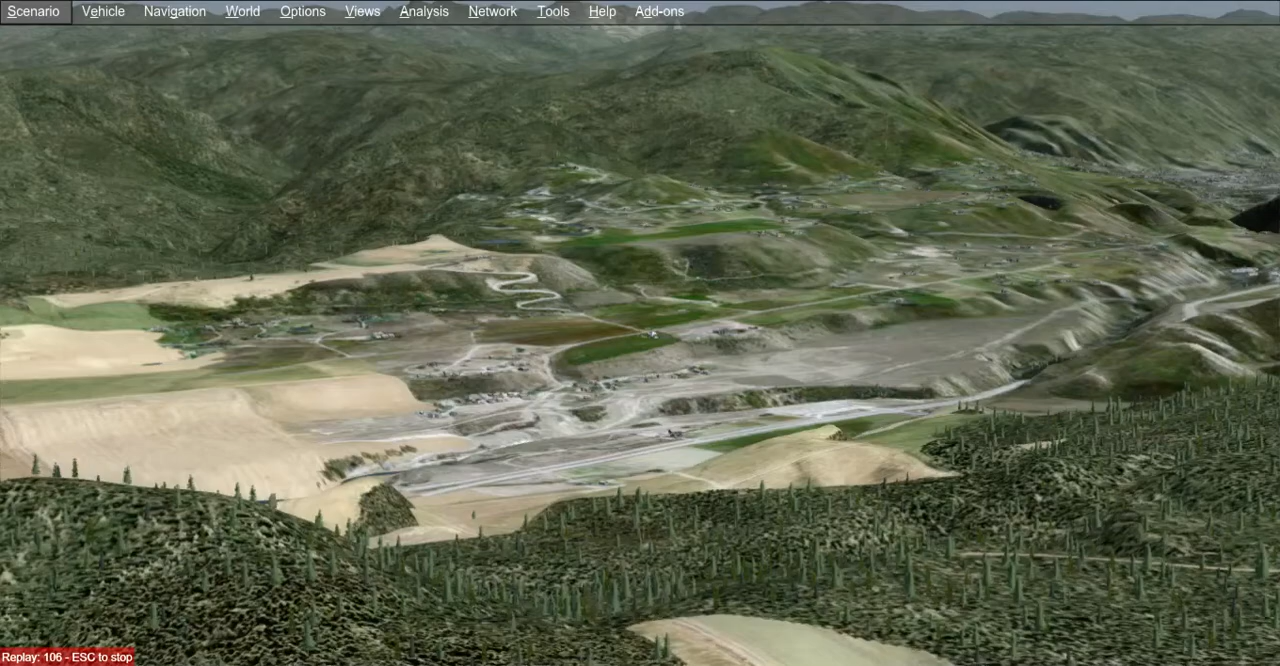 Scenario Vehicle Navigation World Options Views Analysis Network Tools Help Add-ons
Replay: 106 - ESC to stop